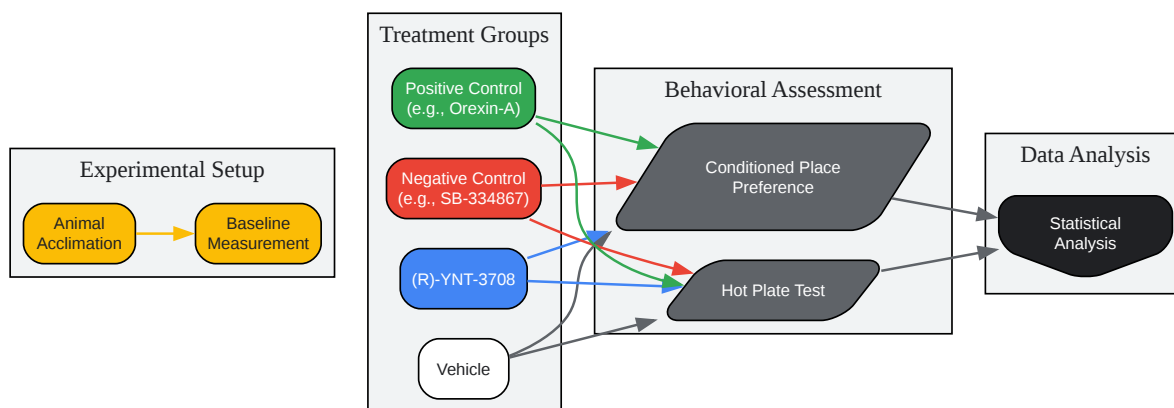 Experimental Setup
Animal
Acclimation
Baseline
Measurement
Treatment Groups
Positive Control
(e.g., Orexin-A)
Negative Control
(e.g., SB-334867)
(R)-YNT-3708
Vehicle
Behavioral Assessment
Conditioned Place
Preference
Hot Plate Test
Data Analysis
Statistical
Analysis